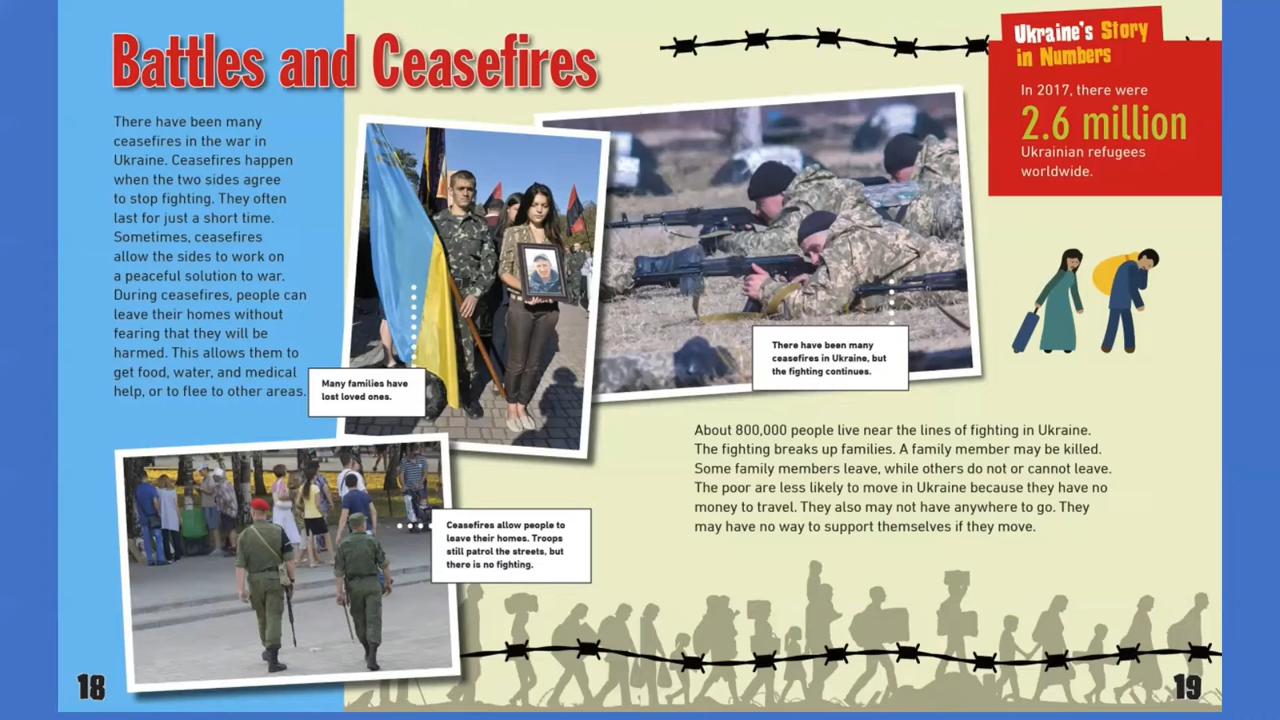 Battles and Ceasefires
There have been many
ceasefires in the war in
Ukraine. Ceasefires happen
when the two sides agree
to stop fighting. They often
last for just a short time.
Sometimes, ceasefires
allow the sides to work on
a peaceful solution to war.
During ceasefires, people can
leave their homes without
fearing that they will be
harmed. This allows them to
get food, water, and medical
help, or to flee to other areas.
Many families have
lost loved ones.
There have been many
ceasefires in Ukraine, but
the fighting continues.
Ceasefires allow people to
leave their homes. Troops
still patrol the streets, but
there is no fighting.
Ukraine's Story
in Numbers
In 2017, there were
2.6 million
Ukrainian refugees
worldwide.
About 800,000 people live near the lines of fighting in Ukraine.
The fighting breaks up families. A family member may be killed.
Some family members leave, while others do not or cannot leave.
The poor are less likely to move in Ukraine because they have no
money to travel. They also may not have anywhere to go. They
may have no way to support themselves if they move.
18
19